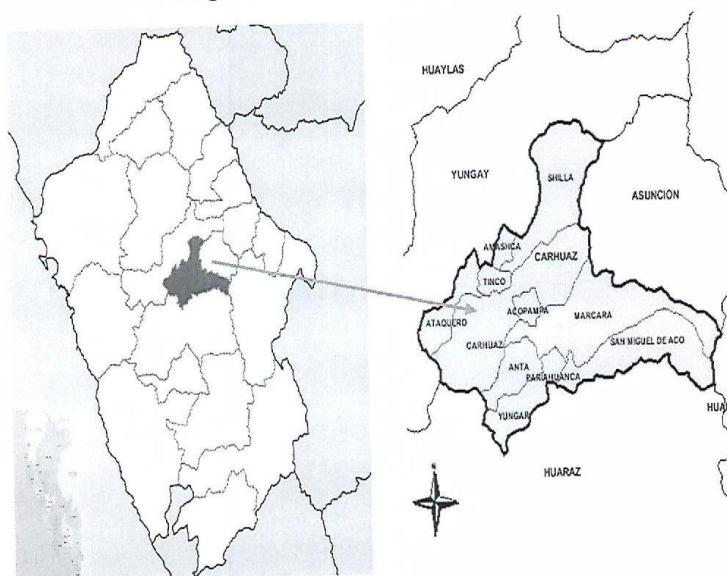 HUAYLAS
YUNGAY
SHILLA
ASUNCION
AMASHCA
CARHUAZ
TINCO
ACOPAMPA
ATAQUERO
MARCARA
CARHUAZ
SAN MIGUEL DE ACO
ANTA
PARIAHUANCA
YUNGAR
HUA
HUARAZ
N